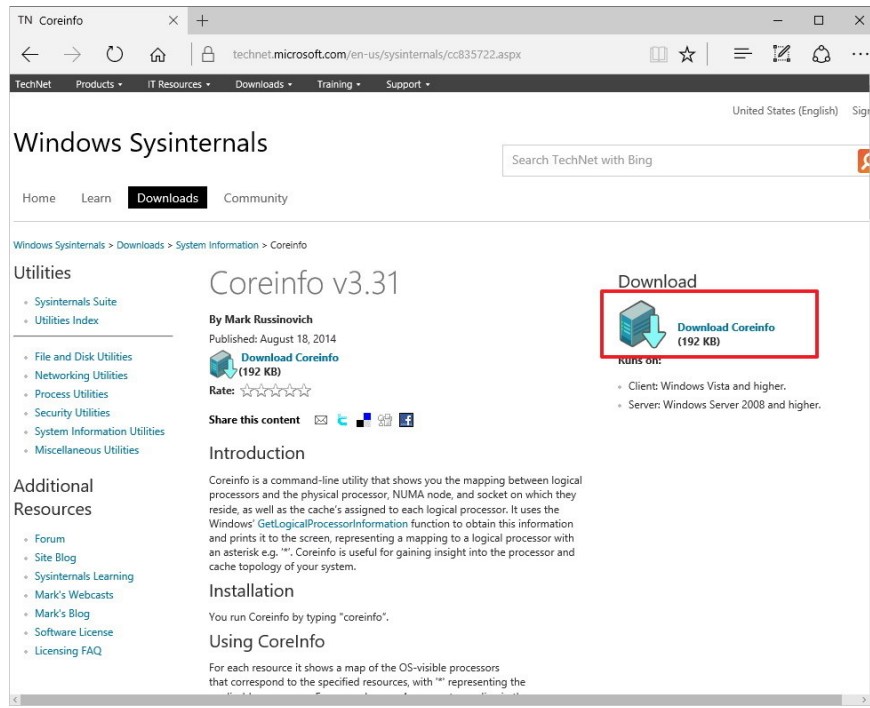 TN Coreinfo
technet.microsoft.com/en-us/sysinternals/cc835722.aspx
TechNet Products IT Resources Downloads Training Support
United States (English)
Windows Sysinternals
Search TechNet with Bing
Home Learn Downloads Community
Windows Sysinternals > Downloads > System Information > Coreinfo
Utilities
Sysinternals Suite
Utilities Index
File and Disk Utilities
Networking Utilities
Process Utilities
Security Utilities
System Information Utilities
Miscellaneous Utilities
Additional
Resources
Forum
Site Blog
Sysinternals Learning
Mark's Webcasts
Mark's Blog
Software License
Licensing FAQ
Coreinfo v3.31
By Mark Russinovich
Published: August 18, 2014
Download Coreinfo
(192 KB)
Rate:
Share this content
Introduction
Coreinfo is a command-line utility that shows you the mapping between logical
processors and the physical processor, NUMA node, and socket on which they
reside, as well as the cache's assigned to each logical processor. It uses the
Windows' GetLogicalProcessorInformation function to obtain this information
and prints it to the screen, representing a mapping to a logical processor with
an asterisk e.g. '*'. Coreinfo is useful for gaining insight into the processor and
cache topology of your system.
Installation
You run Coreinfo by typing "coreinfo".
Using CoreInfo
For each resource it shows a map of the OS-visible processors
that correspond to the specified resources, with '*' representing the
Download
Download Coreinfo
(192 KB)
Runs on:
Client: Windows Vista and higher.
Server: Windows Server 2008 and higher.